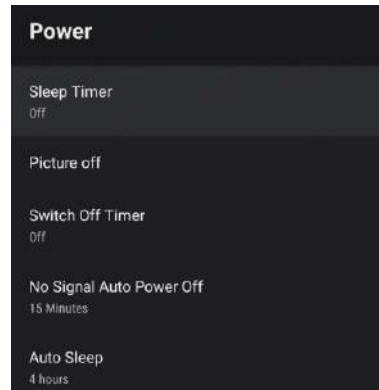 Power
Sleep Timer
Off
Picture off
Switch Off Timer
Off
No Signal Auto Power Off
15 Minutes
Auto Sleep
4 hours